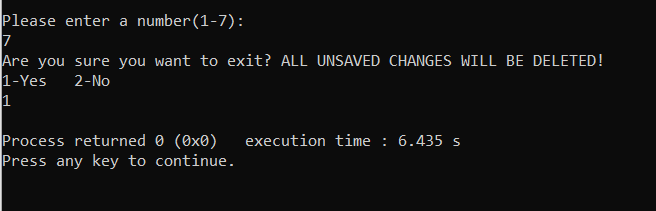 Please enter a number(1-7):
7
Are you sure you want to exit? ALL UNSAVED CHANGES WILL BE DELETED!
1-Yes   2-No
1
Process returned 0 (0x0)   execution time : 6.435 s
Press any key to continue.